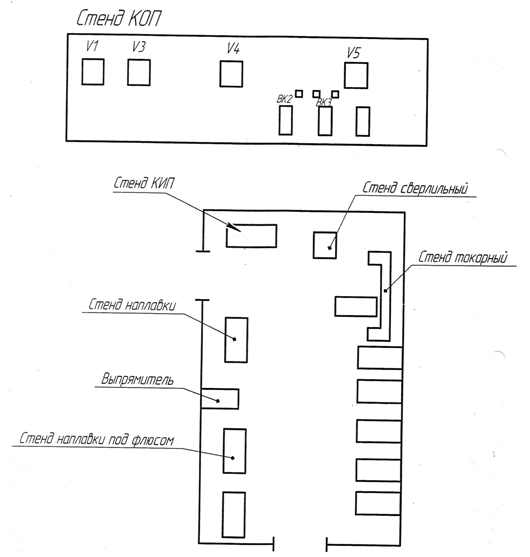 Стенд КОП
V1 V3 V4 V5
ВК2 ВК3
Стенд КИП
Стенд сверлильный
Стенд токарный
Стенд наплавки
Выпрямитель
Стенд наплавки под флюсом